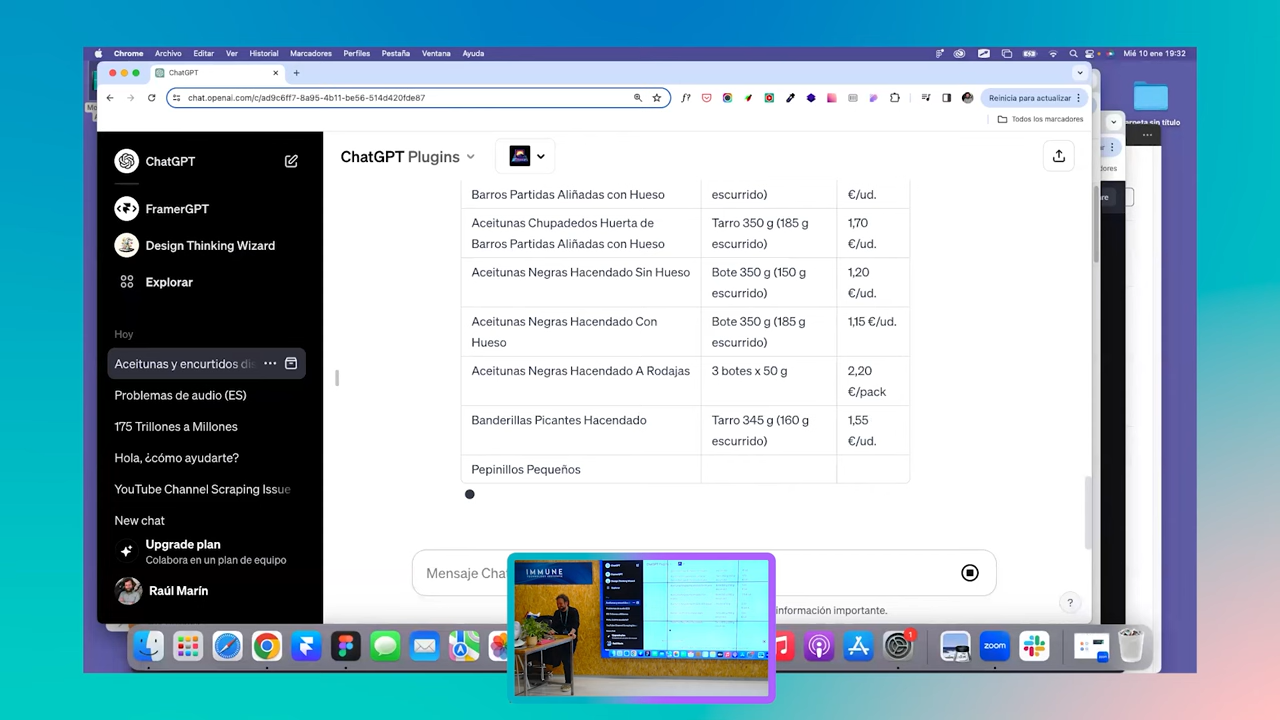 Chrome Archivo Editar Ver Historial Marcadores Perfiles Pestaña Ventana Ayuda Mié 10 ene 19:32
ChatGPT
chat.openai.com/c/ad9c6ff7-8a95-4b11-be56-514d420fde87 Reinicia para actualizar
Todos los marcadores
ChatGPT
FramerGPT
Design Thinking Wizard
Explorar
Hoy
Aceitunas y encurtidos di
Problemas de audio (ES)
175 Trillones a Millones
Hola, ¿cómo ayudarte?
YouTube Channel Scraping Issue
New chat
Upgrade plan
Colabora en un plan de equipo
Raúl Marín
ChatGPT Plugins
Barros Partidas Aliñadas con Hueso escurrido) €/ud.
Aceitunas Chupadedos Huerta de Tarro 350 g (185 g 1,70
Barros Partidas Aliñadas con Hueso escurrido) €/ud.
Aceitunas Negras Hacendado Sin Hueso Bote 350 g (150 g 1,20
escurrido) €/ud.
Aceitunas Negras Hacendado Con Bote 350 g (185 g 1,15 €/ud.
Hueso escurrido)
Aceitunas Negras Hacendado A Rodajas 3 botes x 50 g 2,20
€/pack
Banderillas Picantes Hacendado Tarro 345 g (160 g 1,55
escurrido) €/ud.
Pepinillos Pequeños
Mensaje Cha
información importante.
?
IMMUNE
zoom
1
arpeta sin título